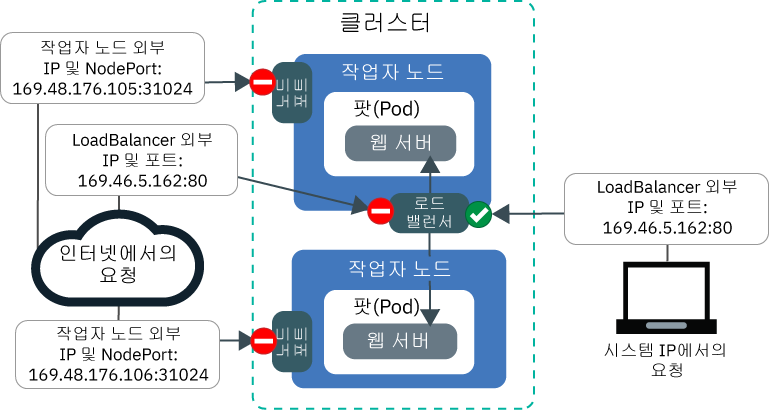 클러스터
작업자 노드 외부
IP 및 NodePort:
169.48.176.105:31024
노드
포트
작업자 노드
팟(Pod)
웹 서버
LoadBalancer 외부
IP 및 포트:
169.46.5.162:80
로드
밸런서
LoadBalancer 외부
IP 및 포트:
169.46.5.162:80
인터넷에서의
요청
작업자 노드
팟(Pod)
웹 서버
노드
포트
작업자 노드 외부
IP 및 NodePort:
169.48.176.106:31024
시스템 IP에서의
요청